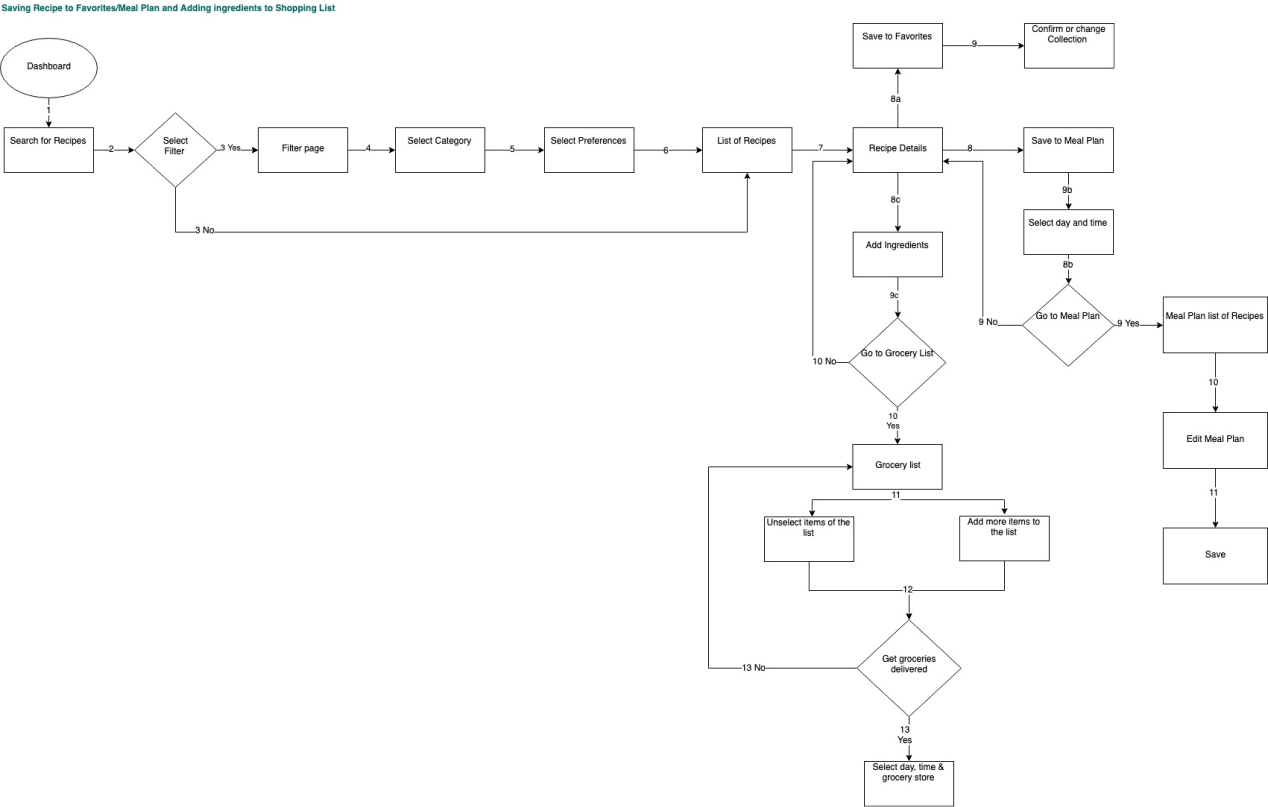 Saving Recipe to Favorites/Meal Plan and Adding ingredients to Shopping List
Dashboard
1
Search for Recipes
2
Select
Filter
3 Yes
3 No
Filter page
4
Select Category
5
Select Preferences
6
List of Recipes
7
Recipe Details
8a
Save to Favorites
9
Confirm or change
Collection
8
Save to Meal Plan
9b
Select day and time
8b
Go to Meal Plan
9 No
9 Yes
Meal Plan list of Recipes
10
Edit Meal Plan
11
Save
8c
Add Ingredients
9c
Go to Grocery List
10 No
10
Yes
Grocery list
11
Unselect items of the
list
Add more items to
the list
12
Get groceries
delivered
13 No
13
Yes
Select day, time &
grocery store